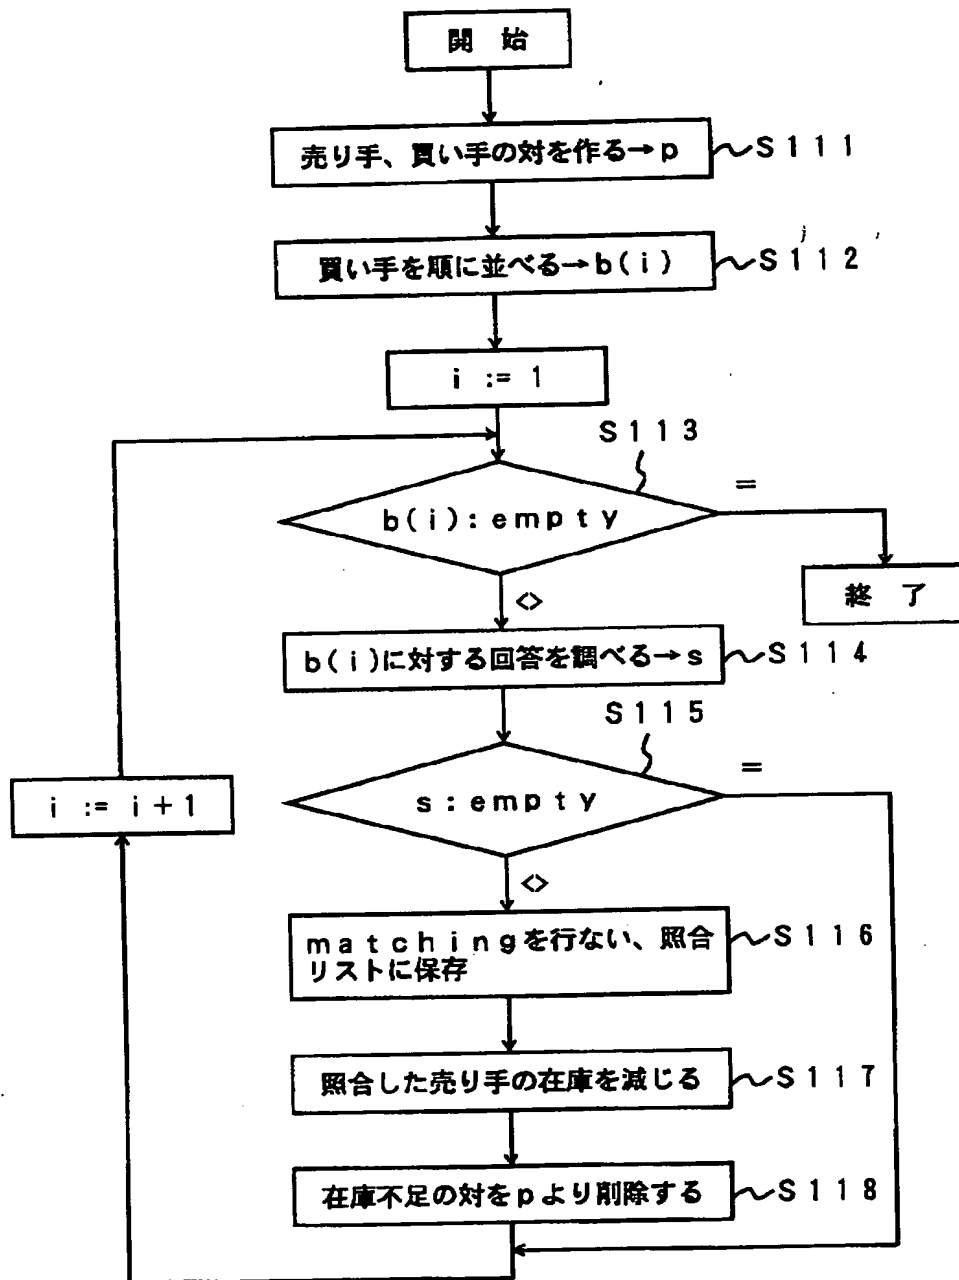 開 始
売り手、買い手の対を作る→p
S111
買い手を順に並べる→b(i)
S112
i := 1
S113
b(i):empty
=
<>
終 了
b(i)に対する回答を調べる→s
S114
S115
s:empty
=
<>
i := i+1
matchingを行ない、照合
リストに保存
S116
照合した売り手の在庫を減じる
S117
在庫不足の対をpより削除する
S118